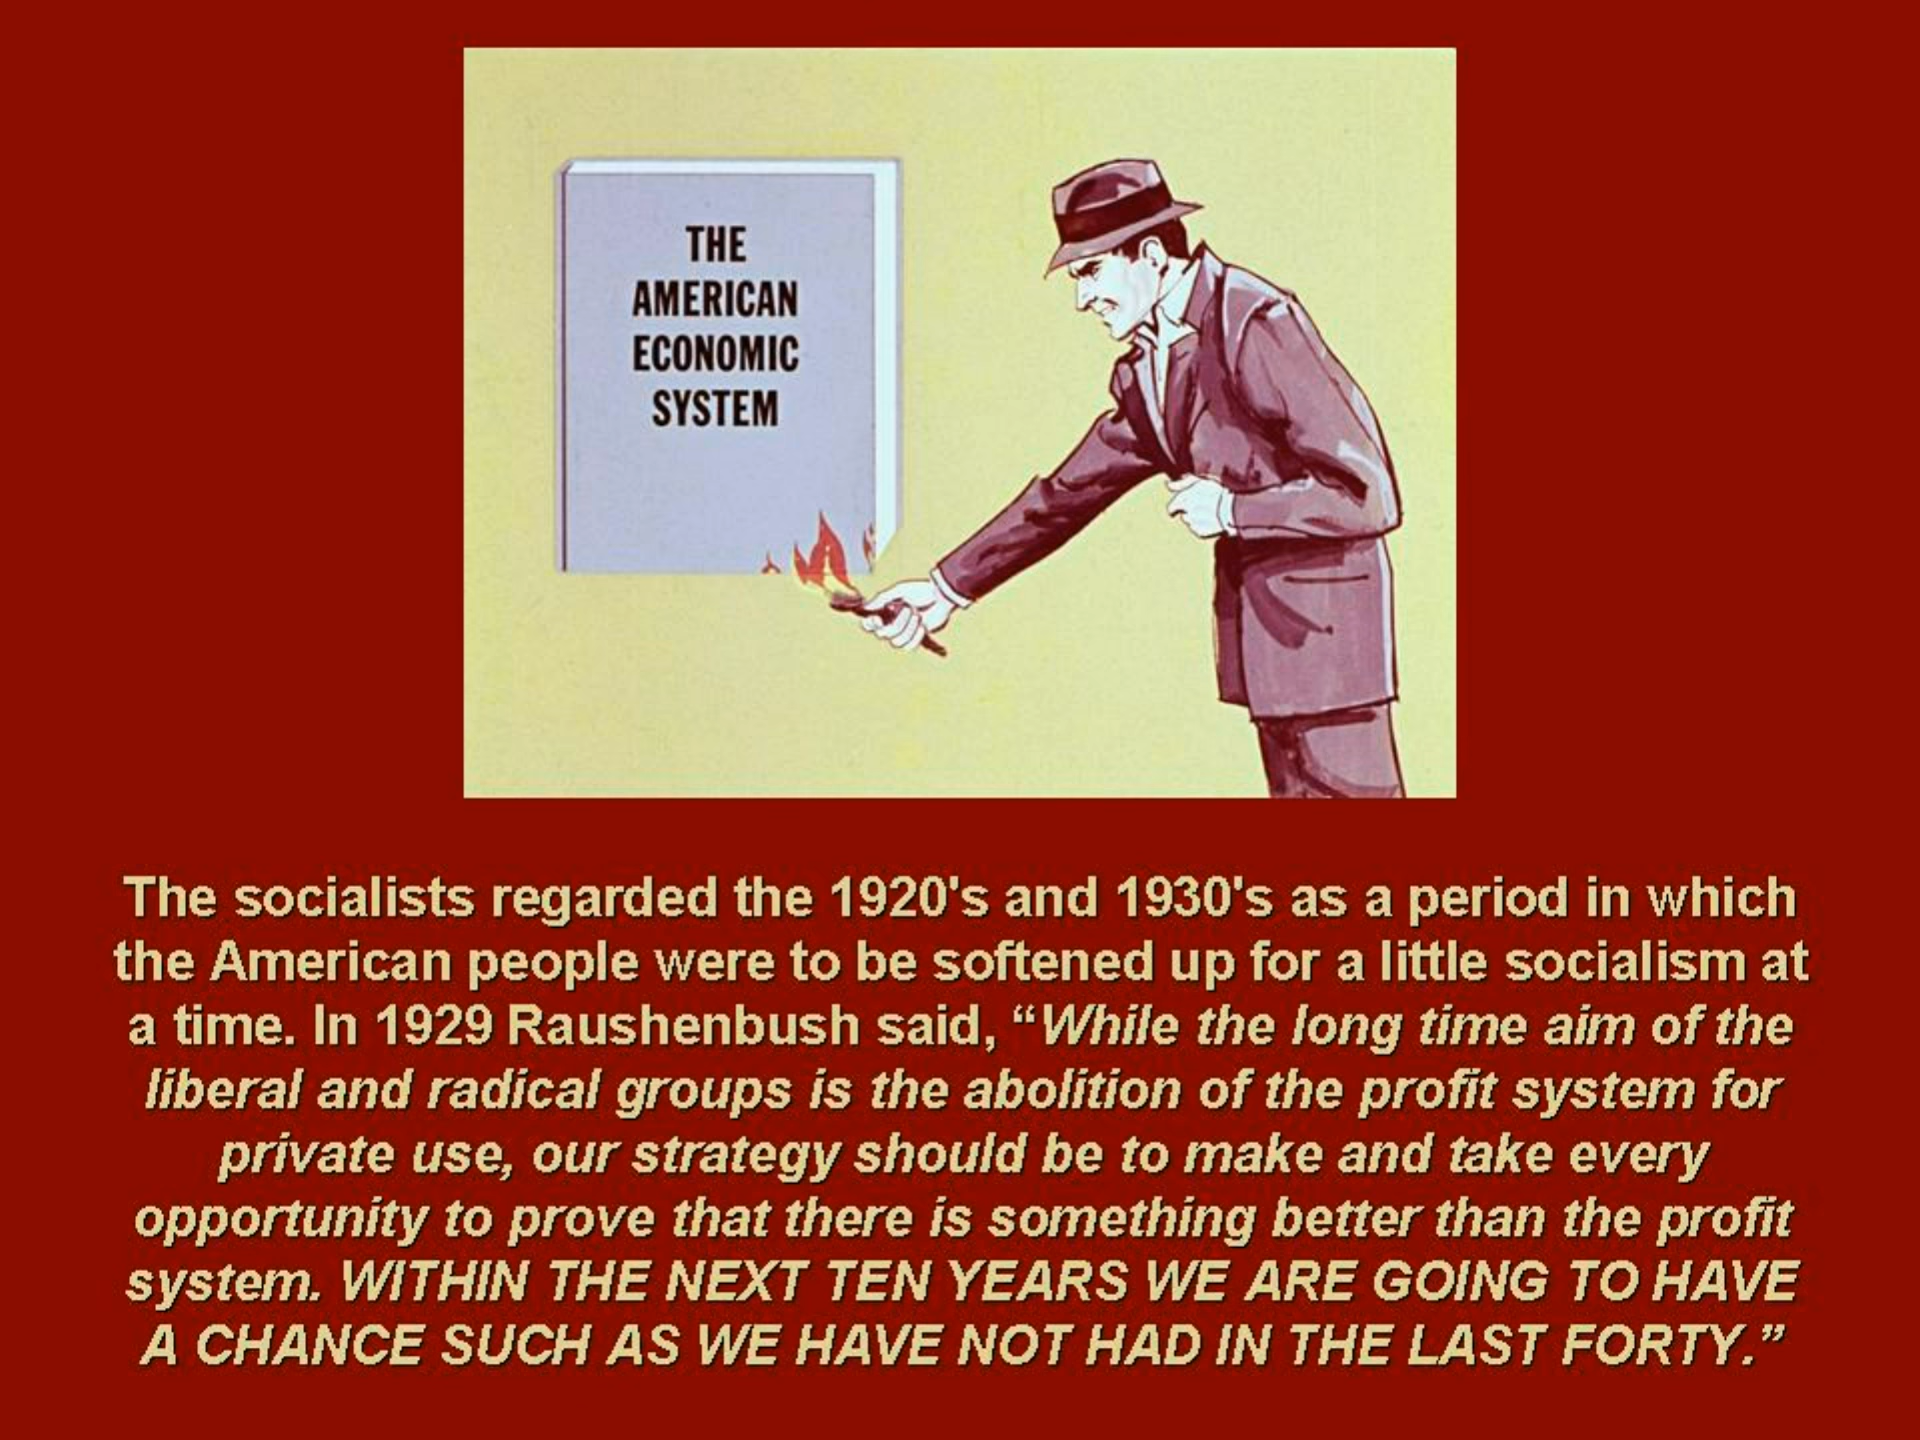 THE
AMERICAN
ECONOMIC
SYSTEM
The socialists regarded the 1920's and 1930's as a period in which
the American people were to be softened up for a little socialism at
a time. In 1929 Raushenbush said, “While the long time aim of the
liberal and radical groups is the abolition of the profit system for
private use, our strategy should be to make and take every
opportunity to prove that there is something better than the profit
system. WITHIN THE NEXT TEN YEARS WE ARE GOING TO HAVE
A CHANCE SUCH AS WE HAVE NOT HAD IN THE LAST FORTY.”